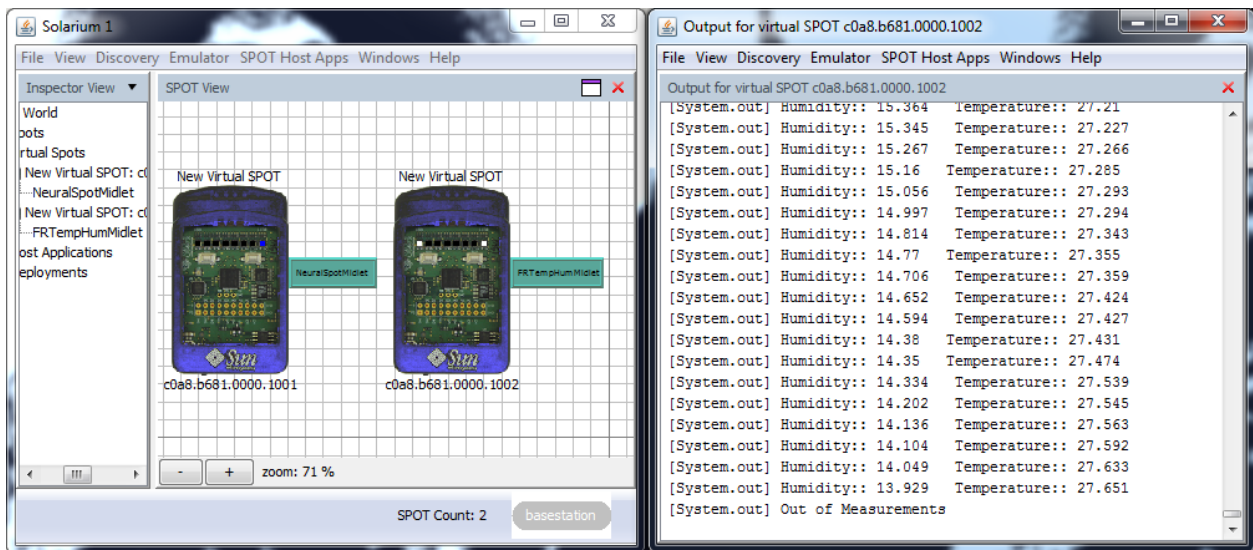 Solarium 1
File View Discovery Emulator SPOT Host Apps Windows Help
Inspector View
SPOT View
World
pots
rtual Spots
New Virtual SPOT: c0
NeuralSpotMidlet
New Virtual SPOT: c0
FRTempHumMidlet
ost Applications
eployments
New Virtual SPOT
NeuralSpotMidlet
Sun
c0a8.b681.0000.1001
New Virtual SPOT
FRTempHumMidlet
Sun
c0a8.b681.0000.1002
- + zoom: 71 %
SPOT Count: 2 basestation
Output for virtual SPOT c0a8.b681.0000.1002
File View Discovery Emulator SPOT Host Apps Windows Help
Output for virtual SPOT c0a8.b681.0000.1002
[System.out] Humidity:: 15.364 Temperature:: 27.21
[System.out] Humidity:: 15.345 Temperature:: 27.227
[System.out] Humidity:: 15.267 Temperature:: 27.266
[System.out] Humidity:: 15.16 Temperature:: 27.285
[System.out] Humidity:: 15.056 Temperature:: 27.293
[System.out] Humidity:: 14.997 Temperature:: 27.294
[System.out] Humidity:: 14.814 Temperature:: 27.343
[System.out] Humidity:: 14.77 Temperature:: 27.355
[System.out] Humidity:: 14.706 Temperature:: 27.359
[System.out] Humidity:: 14.652 Temperature:: 27.424
[System.out] Humidity:: 14.594 Temperature:: 27.427
[System.out] Humidity:: 14.38 Temperature:: 27.431
[System.out] Humidity:: 14.35 Temperature:: 27.474
[System.out] Humidity:: 14.334 Temperature:: 27.539
[System.out] Humidity:: 14.202 Temperature:: 27.545
[System.out] Humidity:: 14.136 Temperature:: 27.563
[System.out] Humidity:: 14.104 Temperature:: 27.592
[System.out] Humidity:: 14.049 Temperature:: 27.633
[System.out] Humidity:: 13.929 Temperature:: 27.651
[System.out] Out of Measurements